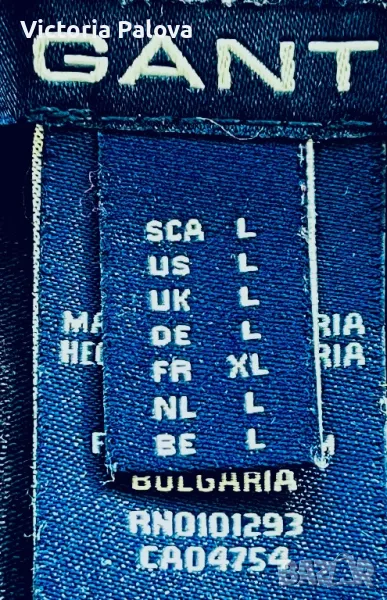 Victoria Palova
GANT
SCA L
US L
UK L
DE L
FR XL
NL L
BE L
BULGARIA
RN0101293
CA04754